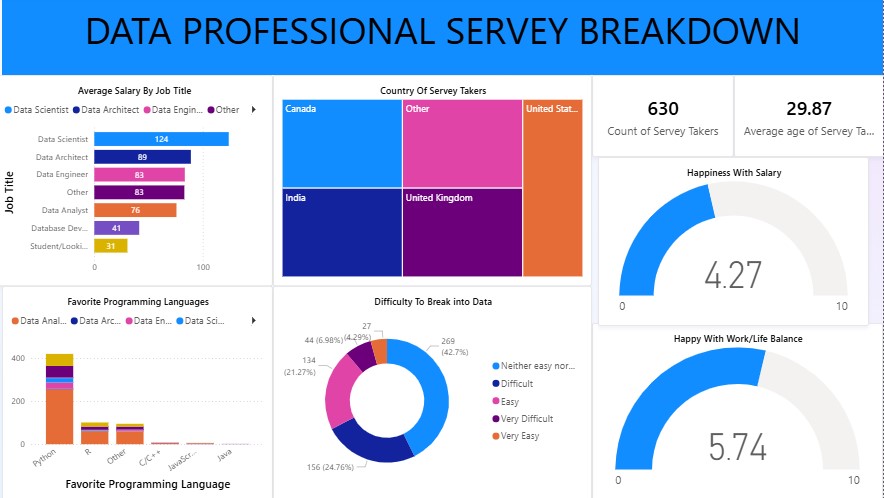 DATA PROFESSIONAL SERVEY BREAKDOWN
Average Salary By Job Title
Data Scientist Data Architect Data Engin... Other
Job Title
Data Scientist 124
Data Architect 89
Data Engineer 83
Other 83
Data Analyst 76
Database Dev... 41
Student/Looki... 31
0 100
Country Of Servey Takers
Canada Other United Stat...
India United Kingdom
630
Count of Servey Takers
29.87
Average age of Servey Ta...
Happiness With Salary
4.27
0 10
Favorite Programming Languages
Data Anal... Data Arc... Data En... Data Sci...
400
200
0
Python R Other C/C++ JavaScr... Java
Favorite Programming Language
Difficulty To Break into Data
27
(4.29%)
44 (6.98%)
269
(42.7%)
134
(21.27%)
156 (24.76%)
Neither easy nor...
Difficult
Easy
Very Difficult
Very Easy
Happy With Work/Life Balance
5.74
0 10